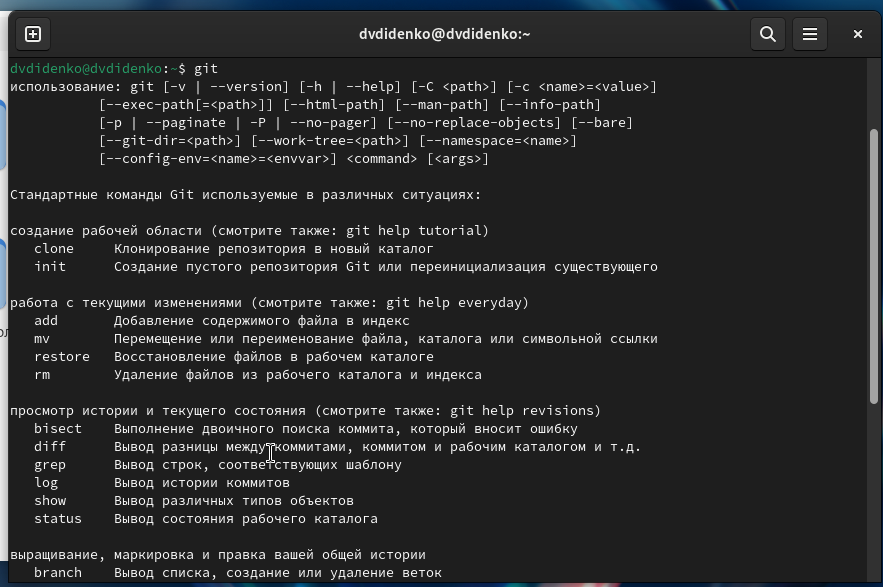 dvdidenko@dvdidenko:~
dvdidenko@dvdidenko:~$ git
использование: git [-v | --version] [-h | --help] [-C <path>] [-c <name>=<value>]
           [--exec-path[=<path>]] [--html-path] [--man-path] [--info-path]
           [-p | --paginate | -P | --no-pager] [--no-replace-objects] [--bare]
           [--git-dir=<path>] [--work-tree=<path>] [--namespace=<name>]
           [--config-env=<name>=<envvar>] <command> [<args>]
Стандартные команды Git используемые в различных ситуациях:
создание рабочей области (смотрите также: git help tutorial)
   clone     Клонирование репозитория в новый каталог
   init      Создание пустого репозитория Git или переинициализация существующего
работа с текущими изменениями (смотрите также: git help everyday)
   add       Добавление содержимого файла в индекс
   mv        Перемещение или переименование файла, каталога или символьной ссылки
   restore   Восстановление файлов в рабочем каталоге
   rm        Удаление файлов из рабочего каталога и индекса
просмотр истории и текущего состояния (смотрите также: git help revisions)
   bisect    Выполнение двоичного поиска коммита, который вносит ошибку
   diff      Вывод разницы между коммитами, коммитом и рабочим каталогом и т.д.
   grep      Вывод строк, соответствующих шаблону
   log       Вывод истории коммитов
   show      Вывод различных типов объектов
   status    Вывод состояния рабочего каталога
выращивание, маркировка и правка вашей общей истории
   branch    Вывод списка, создание или удаление веток